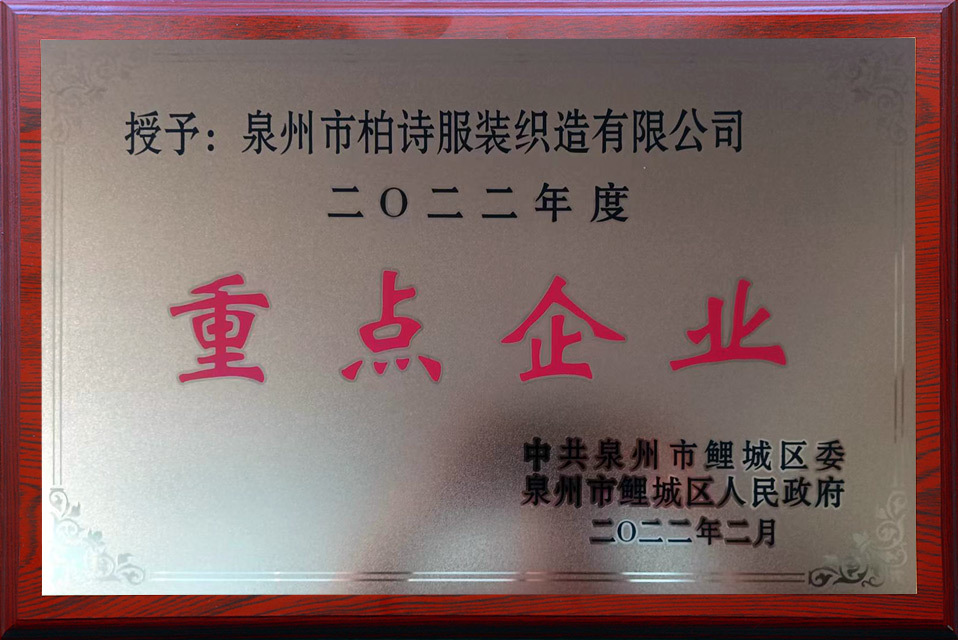 授予：泉州市柏诗服装织造有限公司
二〇二二年度
重点企业
中共泉州市鲤城区委
泉州市鲤城区人民政府
二〇二二年二月